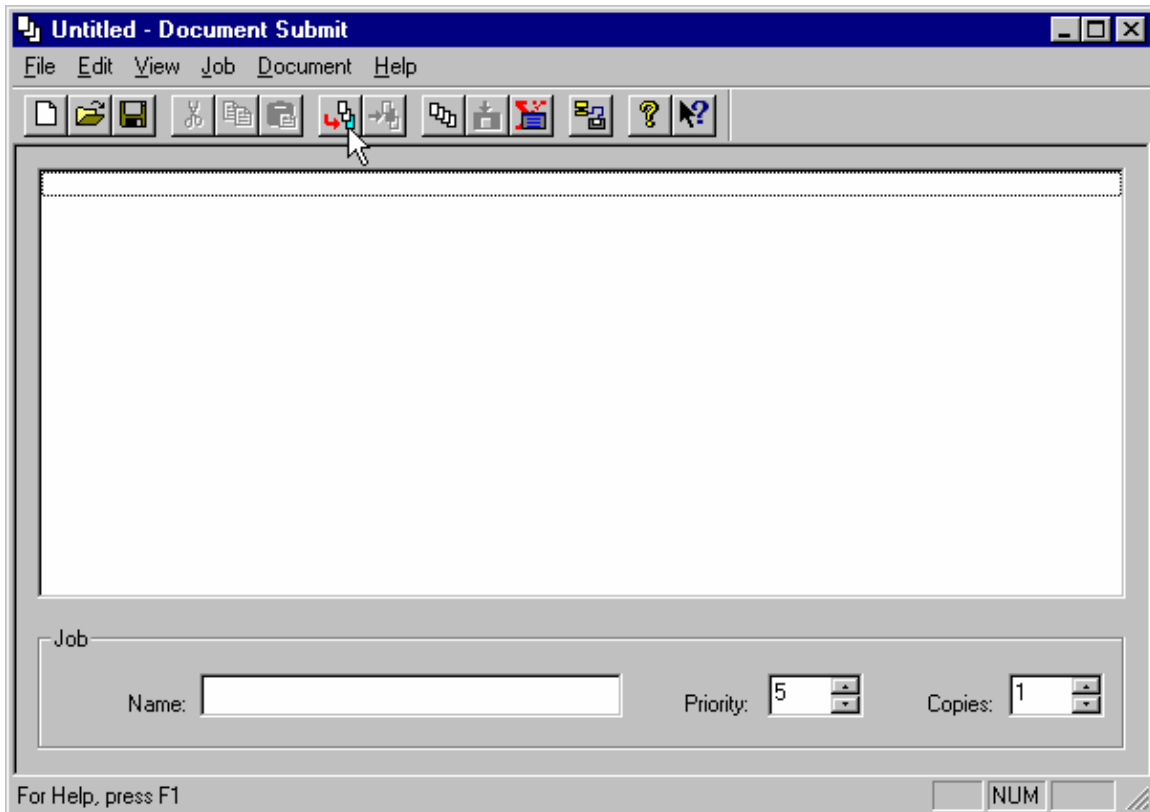 Untitled - Document Submit
File Edit View Job Document Help
Job
Name: Priority: 5 Copies: 1
For Help, press F1 NUM